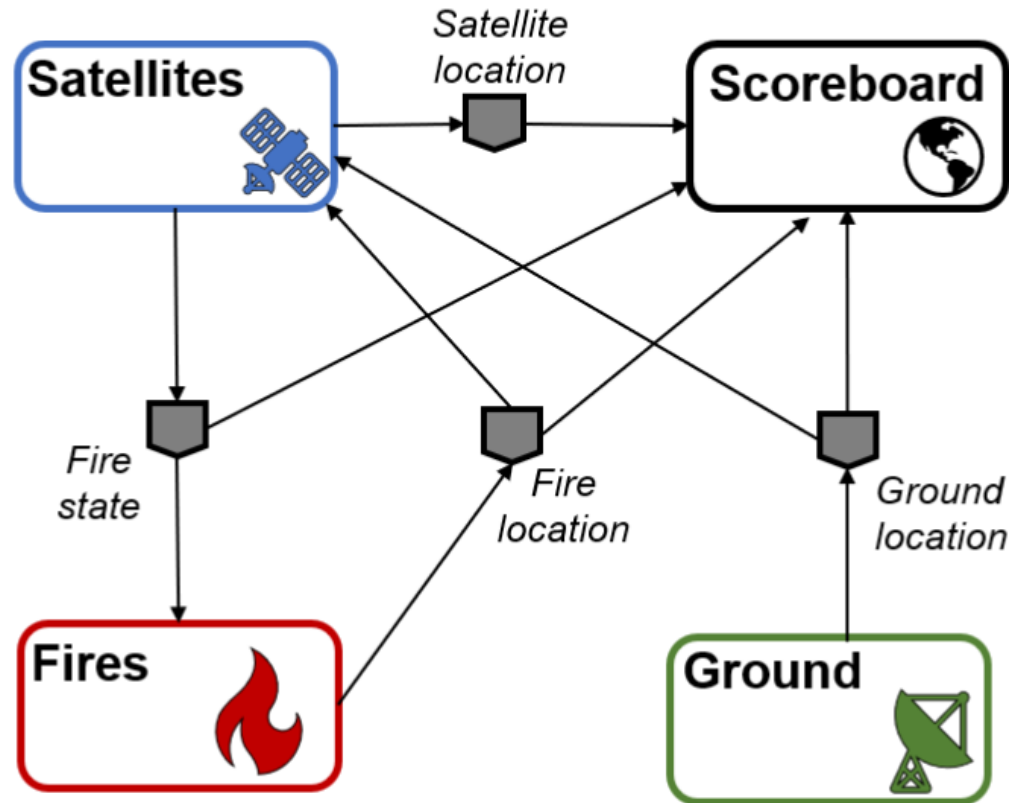 Satellite
location
Satellites
Scoreboard
Fire
state
Fire
location
Ground
location
Fires
Ground